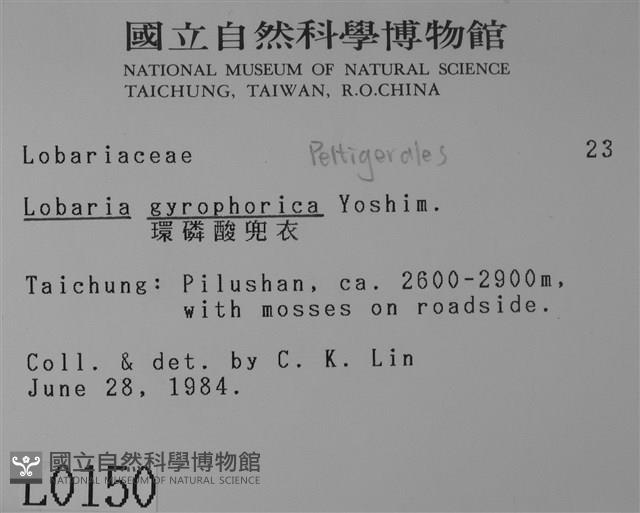 國立自然科學博物館
NATIONAL MUSEUM OF NATURAL SCIENCE
TAICHUNG, TAIWAN, R.O.CHINA
Lobariaceae Peltigerales 23
Lobaria gyrophorica Yoshim.
環磷酸兜衣
Taichung: Pilushan, ca. 2600-2900m,
with mosses on roadside.
Coll. & det. by C. K. Lin
June 28, 1984.
國立自然科學博物館
NATIONAL MUSEUM OF NATURAL SCIENCE
L0150